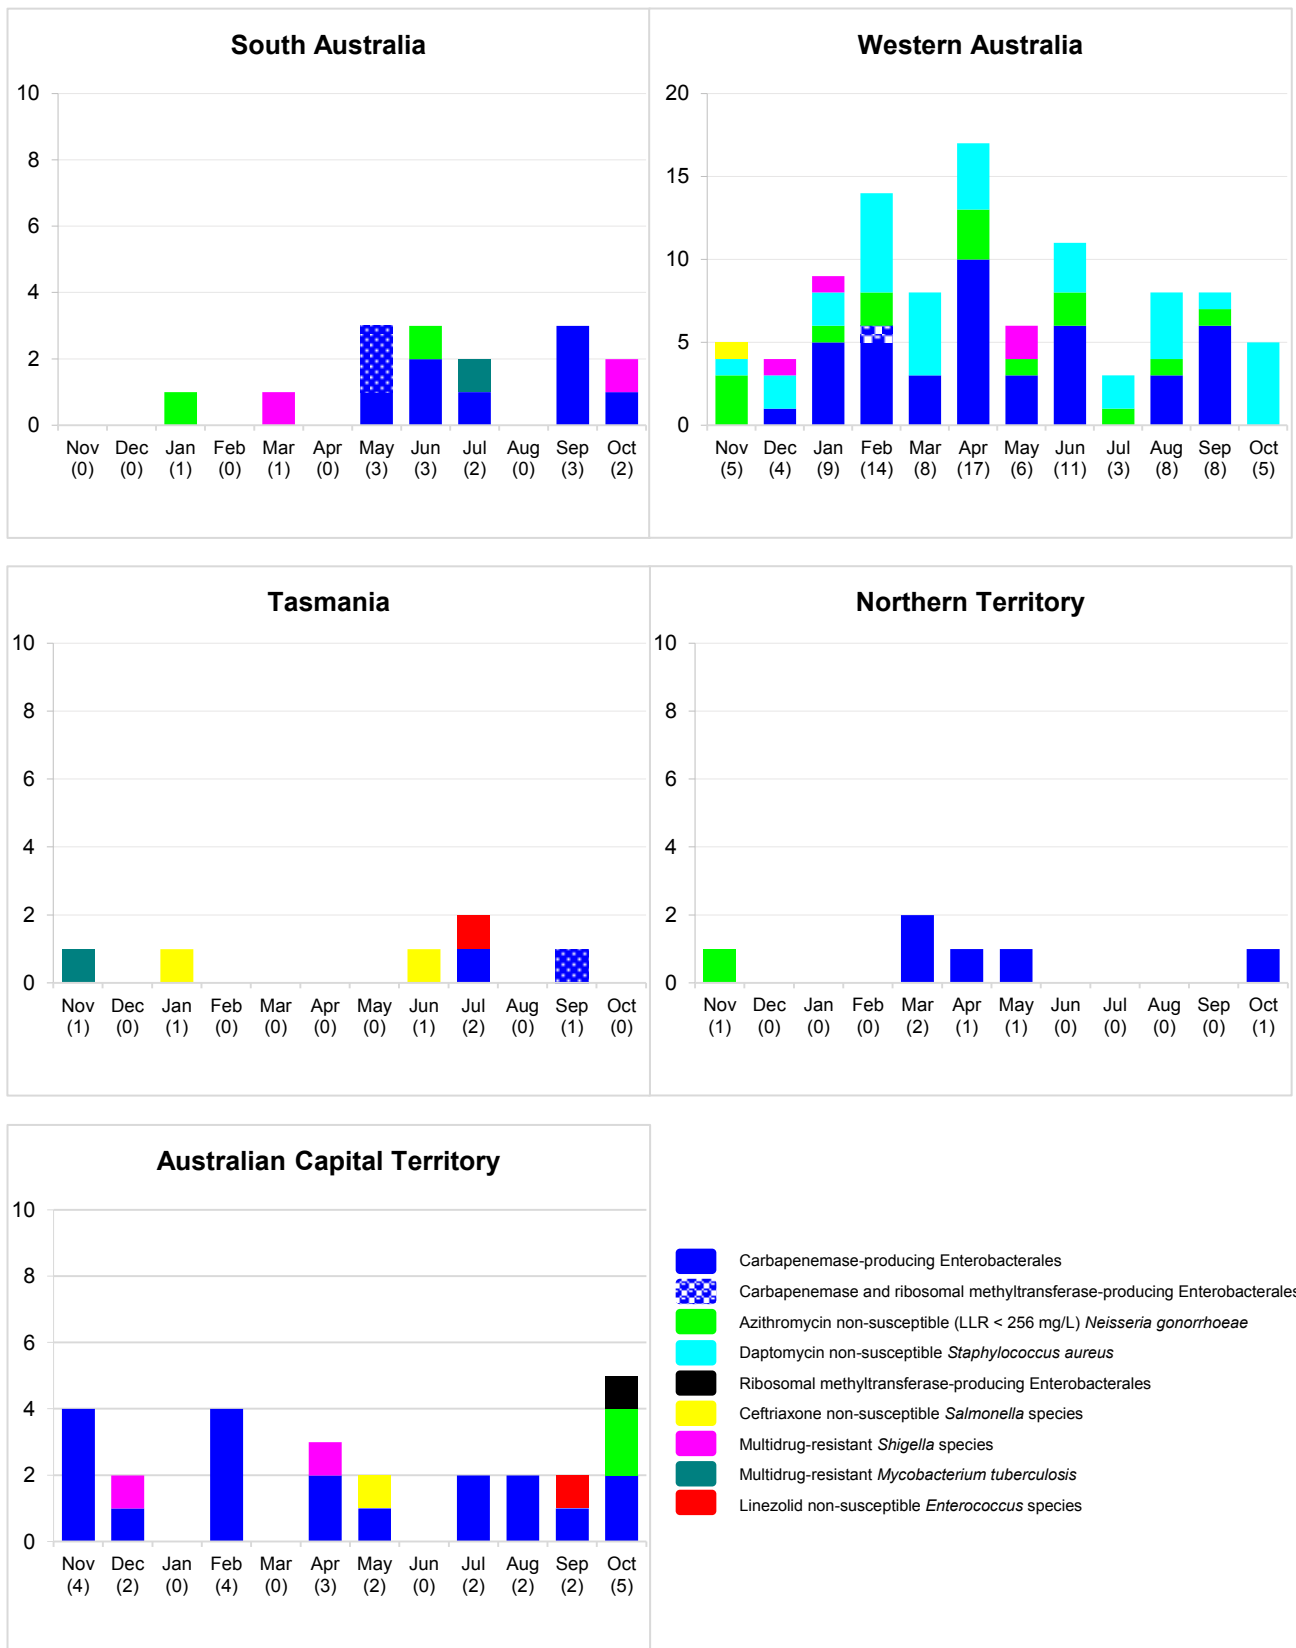 South Australia
10
8
6
4
2
0
Nov Dec Jan Feb Mar Apr May Jun Jul Aug Sep Oct
(0) (0) (1) (0) (1) (0) (3) (3) (2) (0) (3) (2)
Western Australia
20
15
10
5
0
Nov Dec Jan Feb Mar Apr May Jun Jul Aug Sep Oct
(5) (4) (9) (14) (8) (17) (6) (11) (3) (8) (8) (5)
Tasmania
10
8
6
4
2
0
Nov Dec Jan Feb Mar Apr May Jun Jul Aug Sep Oct
(1) (0) (1) (0) (0) (0) (0) (1) (2) (0) (1) (0)
Northern Territory
10
8
6
4
2
0
Nov Dec Jan Feb Mar Apr May Jun Jul Aug Sep Oct
(1) (0) (0) (0) (2) (1) (1) (0) (0) (0) (0) (1)
Australian Capital Territory
10
8
6
4
2
0
Nov Dec Jan Feb Mar Apr May Jun Jul Aug Sep Oct
(4) (2) (0) (4) (0) (3) (2) (0) (2) (2) (2) (5)
Carbapenemase-producing Enterobacterales
Carbapenemase and ribosomal methyltransferase-producing Enterobacterales
Azithromycin non-susceptible (LLR < 256 mg/L) Neisseria gonorrhoeae
Daptomycin non-susceptible Staphylococcus aureus
Ribosomal methyltransferase-producing Enterobacterales
Ceftriaxone non-susceptible Salmonella species
Multidrug-resistant Shigella species
Multidrug-resistant Mycobacterium tuberculosis
Linezolid non-susceptible Enterococcus species